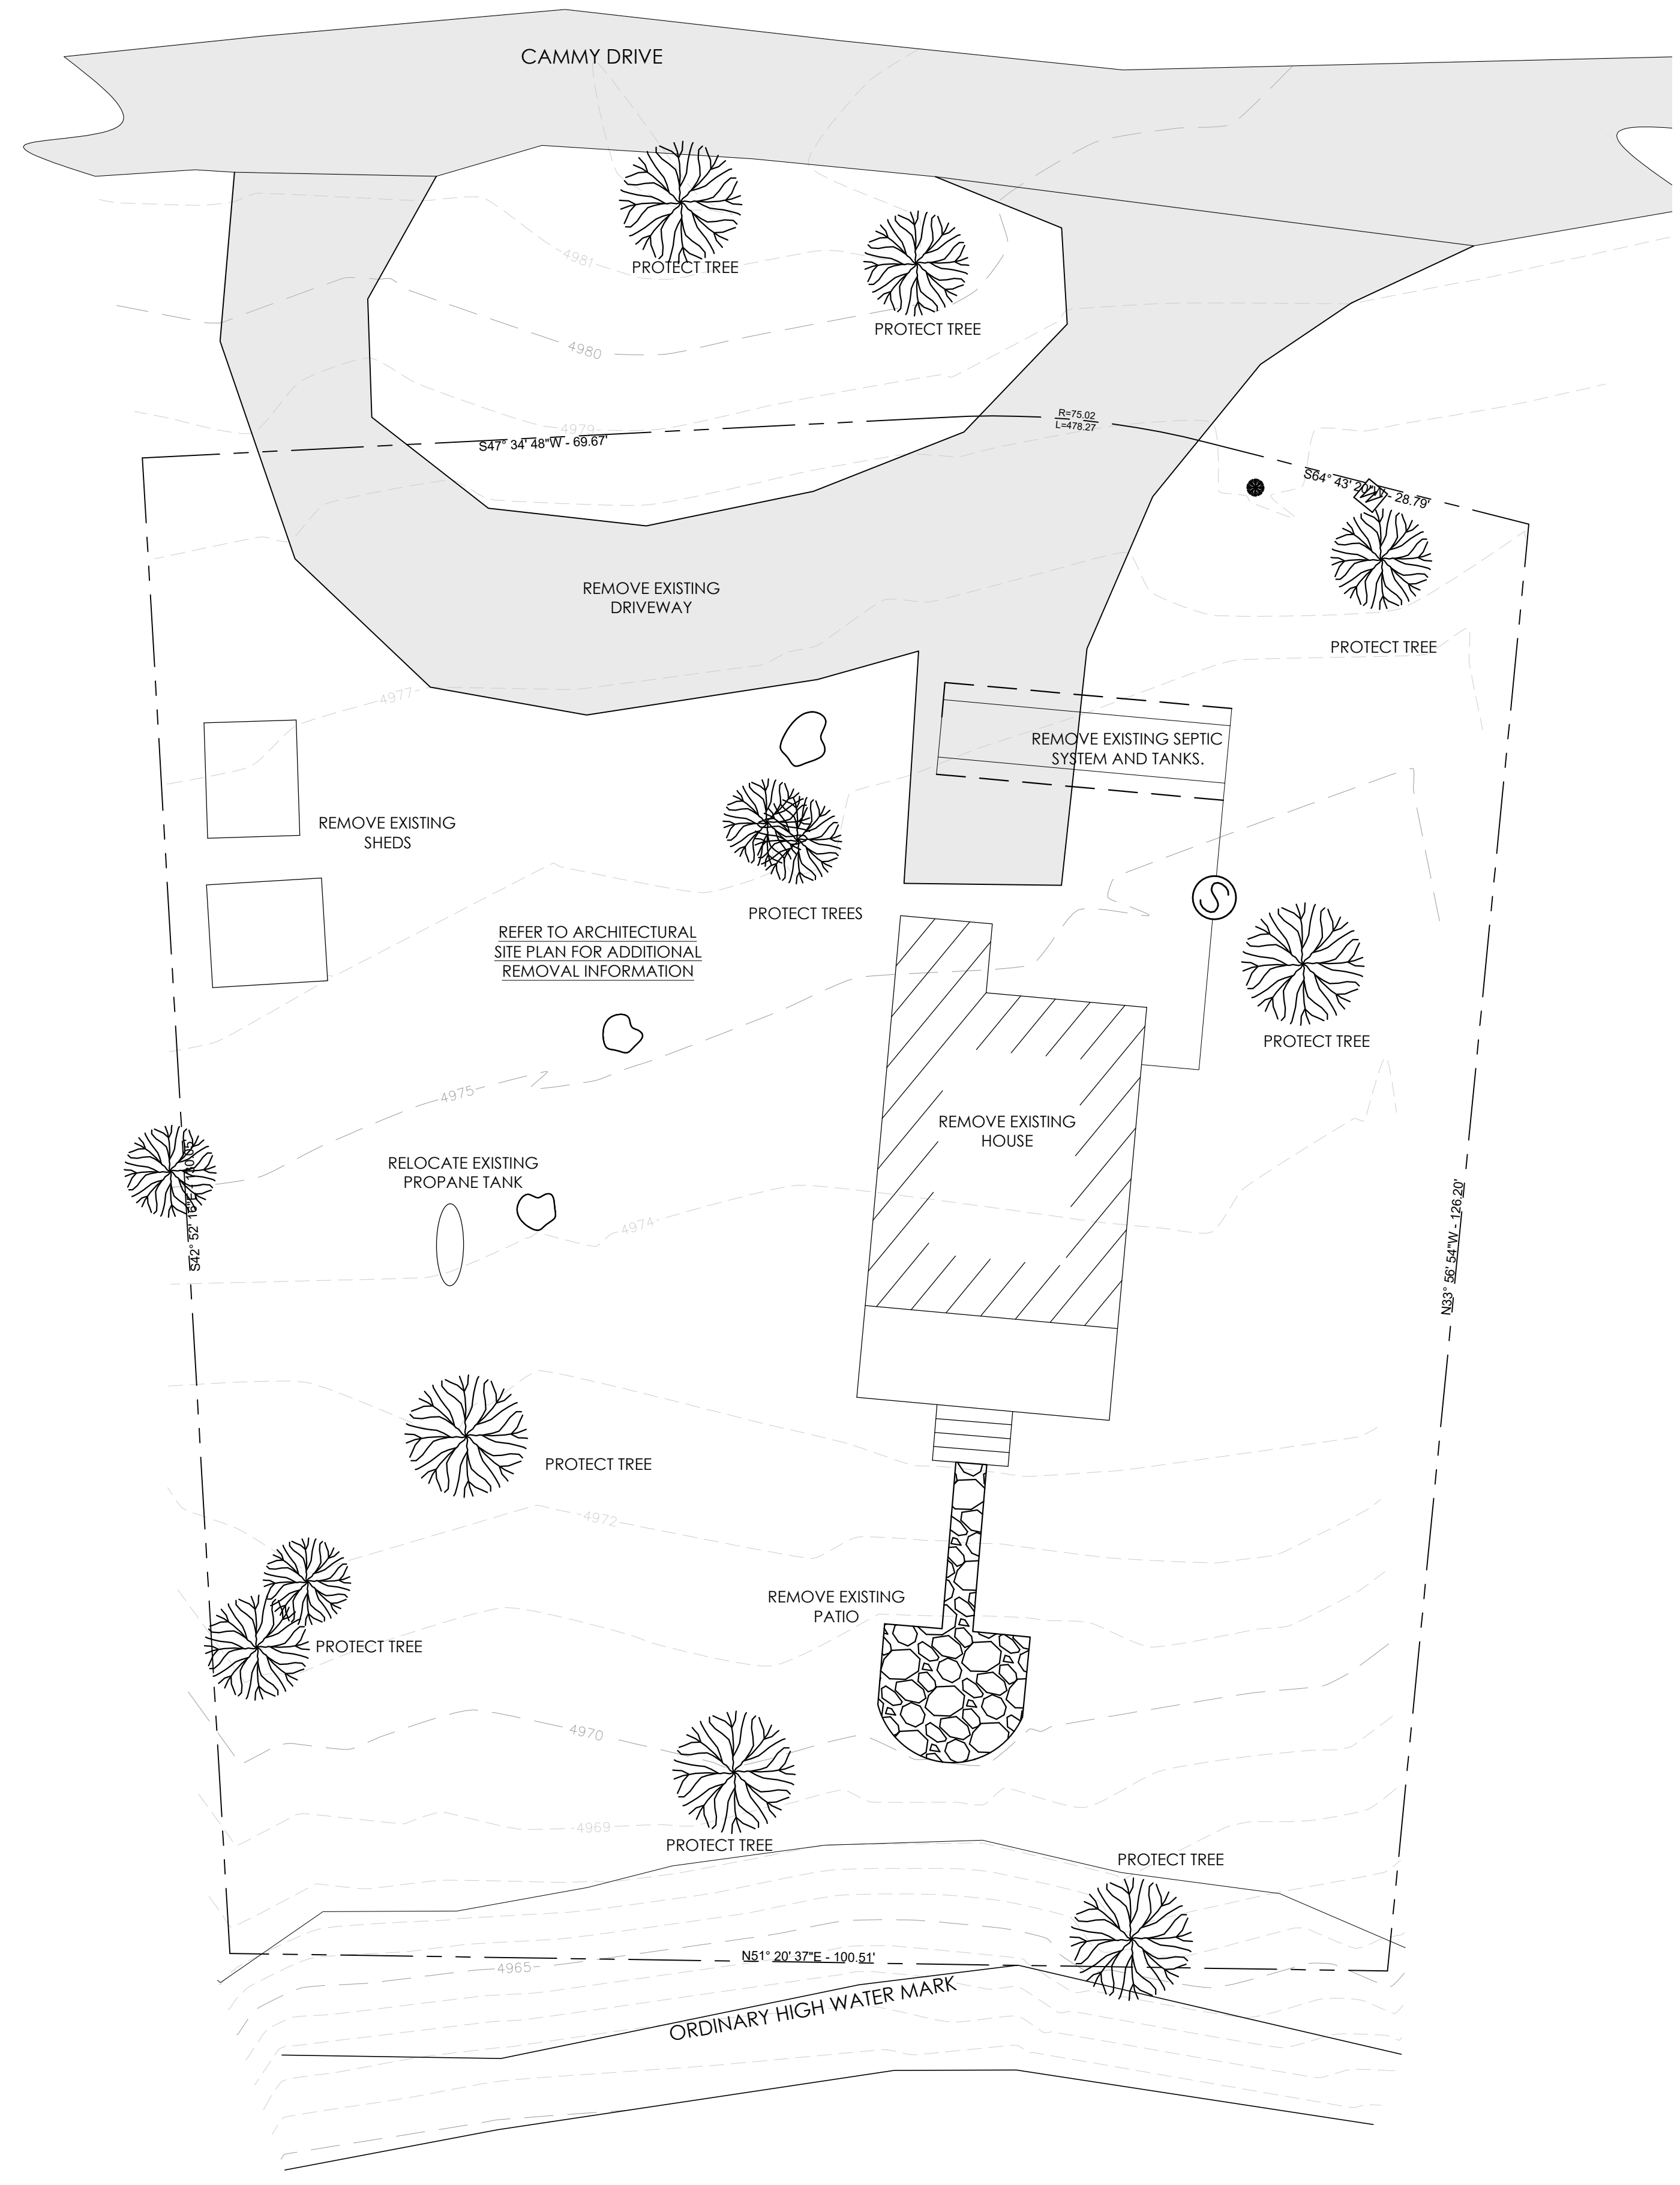 CAMMY DRIVE
4981
PROTECT TREE
PROTECT TREE
4980
R=75.02
L=478.27
4979
S47° 34' 48"W - 69.67'
S64° 43' 20"W - 28.79'
REMOVE EXISTING
DRIVEWAY
PROTECT TREE
4977
REMOVE EXISTING SEPTIC
SYSTEM AND TANKS.
REMOVE EXISTING
SHEDS
S
PROTECT TREES
REFER TO ARCHITECTURAL
SITE PLAN FOR ADDITIONAL
REMOVAL INFORMATION
PROTECT TREE
4975
REMOVE EXISTING
HOUSE
RELOCATE EXISTING
PROPANE TANK
4974
S42° 52'
N33° 56' 54"W - 126.20'
PROTECT TREE
4972
REMOVE EXISTING
PATIO
PROTECT TREE
4970
4969
PROTECT TREE
PROTECT TREE
N51° 20' 37"E - 100.51'
4965
ORDINARY HIGH WATER MARK